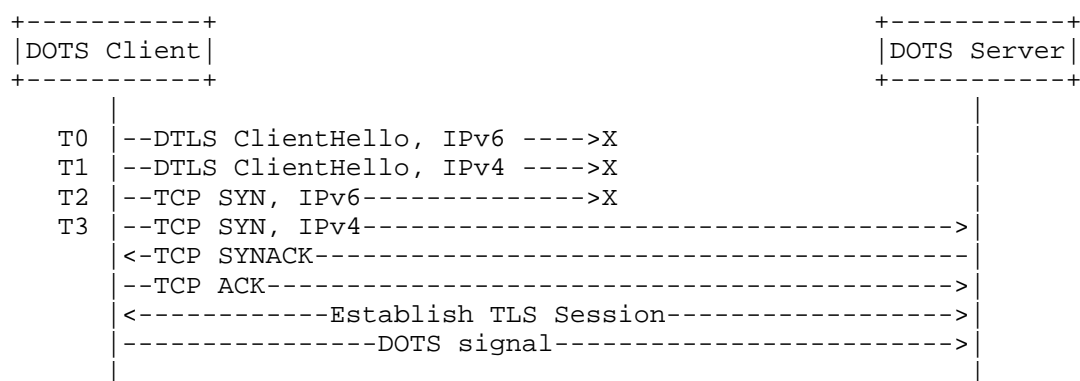 +-----------+                                         +-----------+
|DOTS Client|                                         |DOTS Server|
+-----------+                                         +-----------+
      |                                                     |
   T0 |--DTLS ClientHello, IPv6 ---->X                      |
   T1 |--DTLS ClientHello, IPv4 ---->X                      |
   T2 |--TCP SYN, IPv6-------------->X                      |
   T3 |--TCP SYN, IPv4------------------------------------->|
      |<-TCP SYNACK-----------------------------------------|
      |--TCP ACK------------------------------------------->|
      |<------------Establish TLS Session------------------>|
      |----------------DOTS signal------------------------->|
      |                                                     |